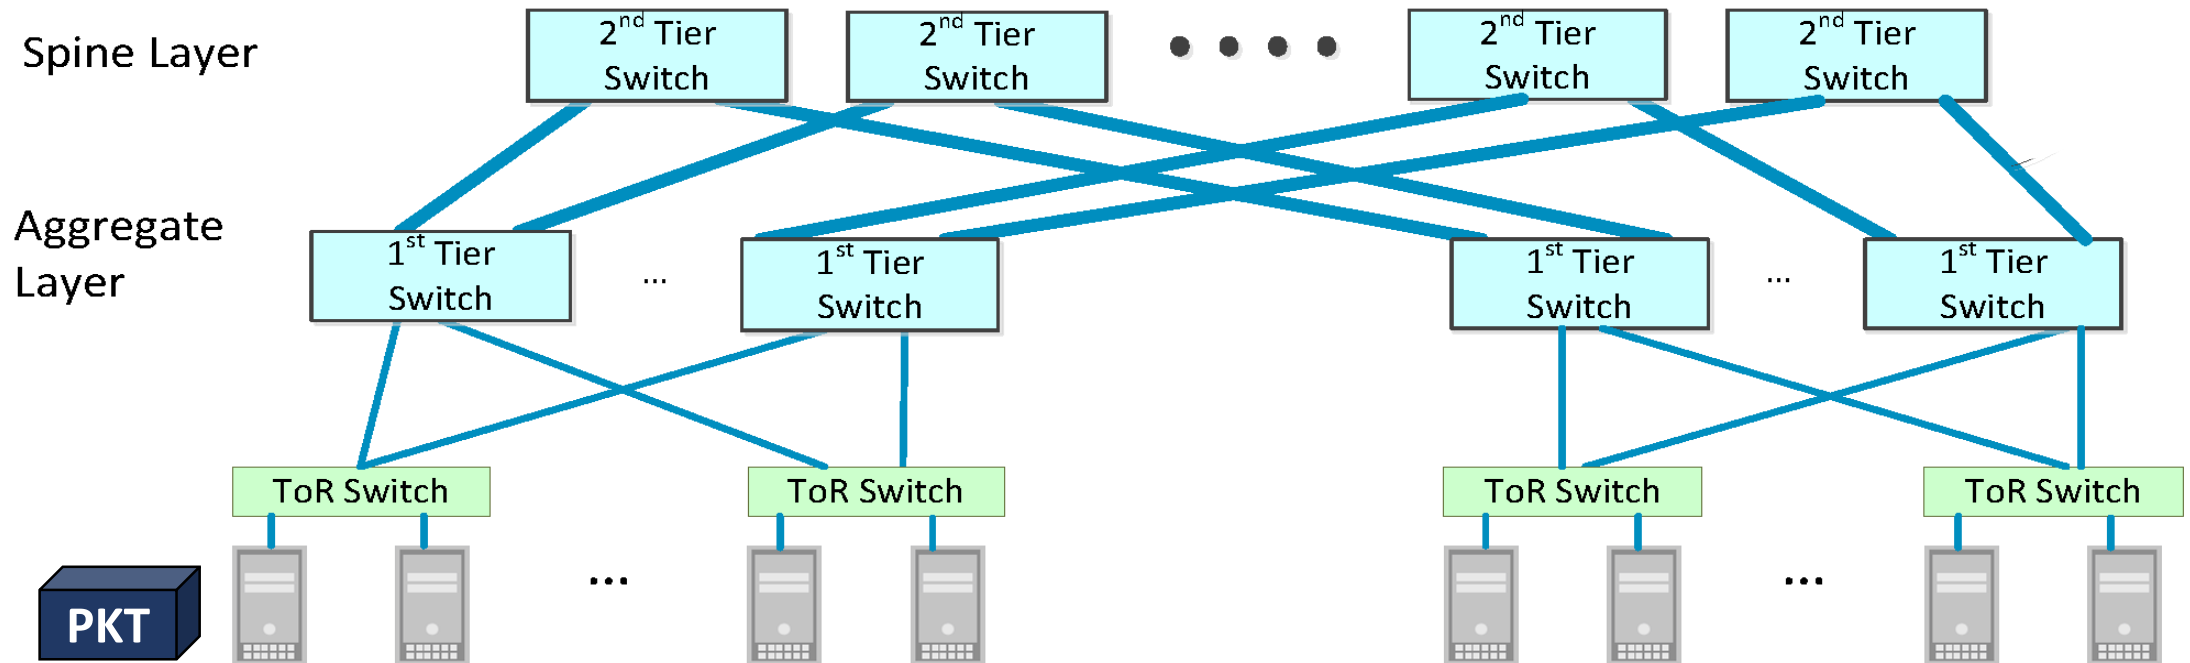 Spine Layer
2nd Tier
Switch
2nd Tier
Switch
2nd Tier
Switch
2nd Tier
Switch
Aggregate
Layer
1st Tier
Switch
...
1st Tier
Switch
1st Tier
Switch
...
1st Tier
Switch
ToR Switch
ToR Switch
ToR Switch
ToR Switch
PKT
...
...